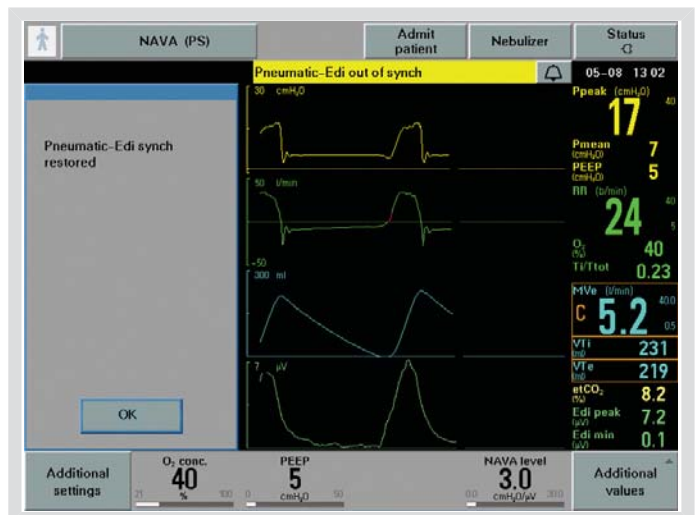 NAVA (PS)
Admit
patient
Nebulizer
Status
Pneumatic-Edi out of synch
05-08 13 02
Pneumatic-Edi synch
restored
OK
30 cmH₂O
50 l/min
-50
300 ml
7 µV
Ppeak (cmH₂O)
17
40
Pmean
(cmH₂O)
7
PEEP
(cmH₂O)
5
RR (b/min)
24
40
5
O₂
(%)
40
Ti/Ttot
0.23
MVe (l/min)
C 5.2
40.0
0.5
VTi
(ml)
231
VTe
(ml)
219
etCO₂
(%)
8.2
Edi peak
(µV)
7.2
Edi min
(µV)
0.1
Additional
settings
O₂ conc.
40
21 % 100
PEEP
5
0 cmH₂O 50
NAVA level
3.0
0.0 cmH₂O/µV 30.0
Additional
values